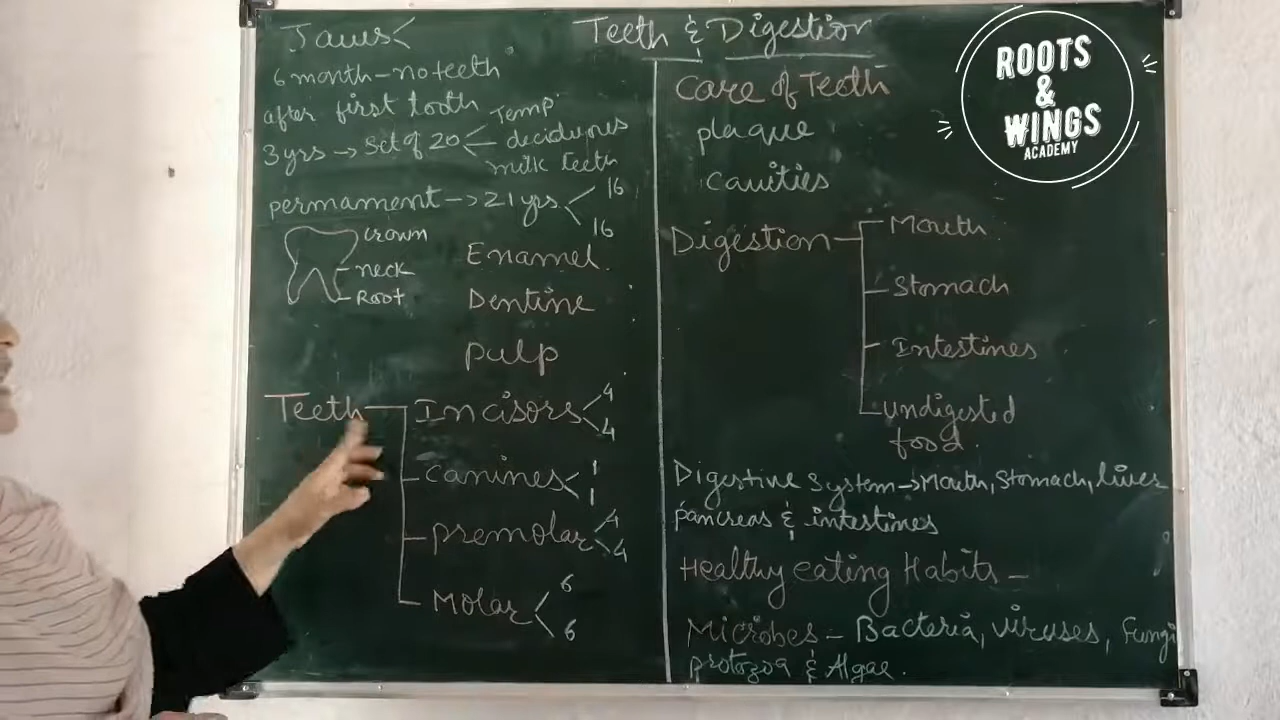 Teeth & Digestion
Jaws<
6 month - no teeth
after first tooth
3 yrs → set of 20
Temp
deciduous
milk teeth
permament → 21 yrs
16
16
crown
neck
Root
Enamel
Dentine
pulp
Teeth
Incisors
4
4
canines
1
1
premolar
4
4
Molar
6
6
Care of Teeth
plaque
cavities
Digestion
Mouth
Stomach
Intestines
undigested
food.
Digestive System → Mouth, Stomach, liver
pancreas & intestines
Healthy eating Habits -
Microbes - Bacteria, viruses, Fungi
protozoa & Algae.
ROOTS
&
WINGS
ACADEMY